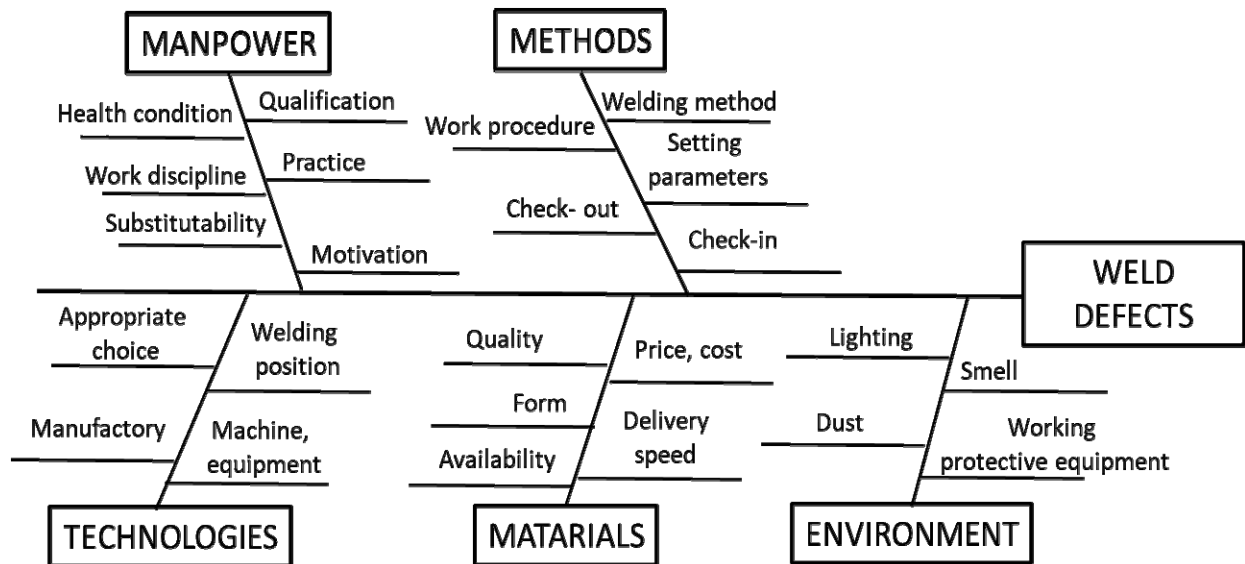 MANPOWER
METHODS
Health condition
Qualification
Work discipline
Practice
Substitutability
Motivation
Work procedure
Welding method
Setting
parameters
Check- out
Check-in
WELD
DEFECTS
Appropriate
choice
Welding
position
Manufactory
Machine,
equipment
Quality
Price, cost
Form
Delivery
speed
Availability
Lighting
Smell
Dust
Working
protective equipment
TECHNOLOGIES
MATARIALS
ENVIRONMENT